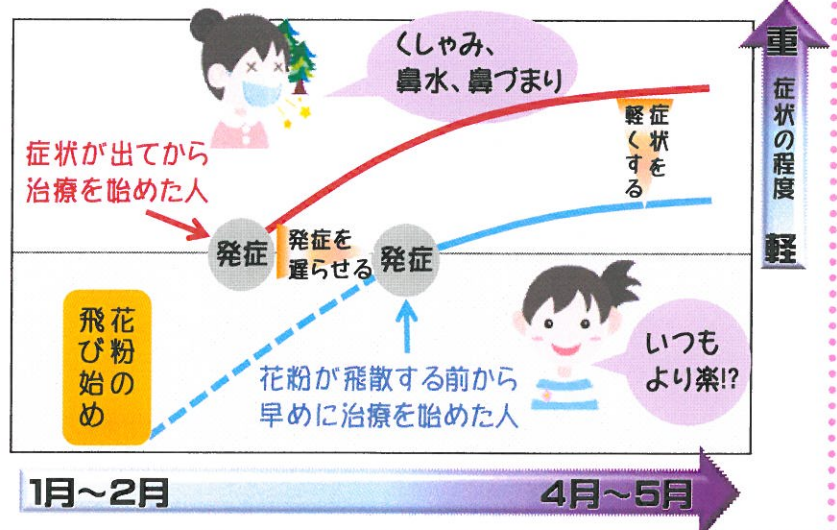 くしゃみ、
鼻水、鼻づまり
重
症状の程度
軽
症状を
軽くする
症状が出てから
治療を始めた人
発症
発症を
遅らせる
発症
花粉の
飛び始め
花粉が飛散する前から
早めに治療を始めた人
いつも
より楽!?
1月～2月
4月～5月